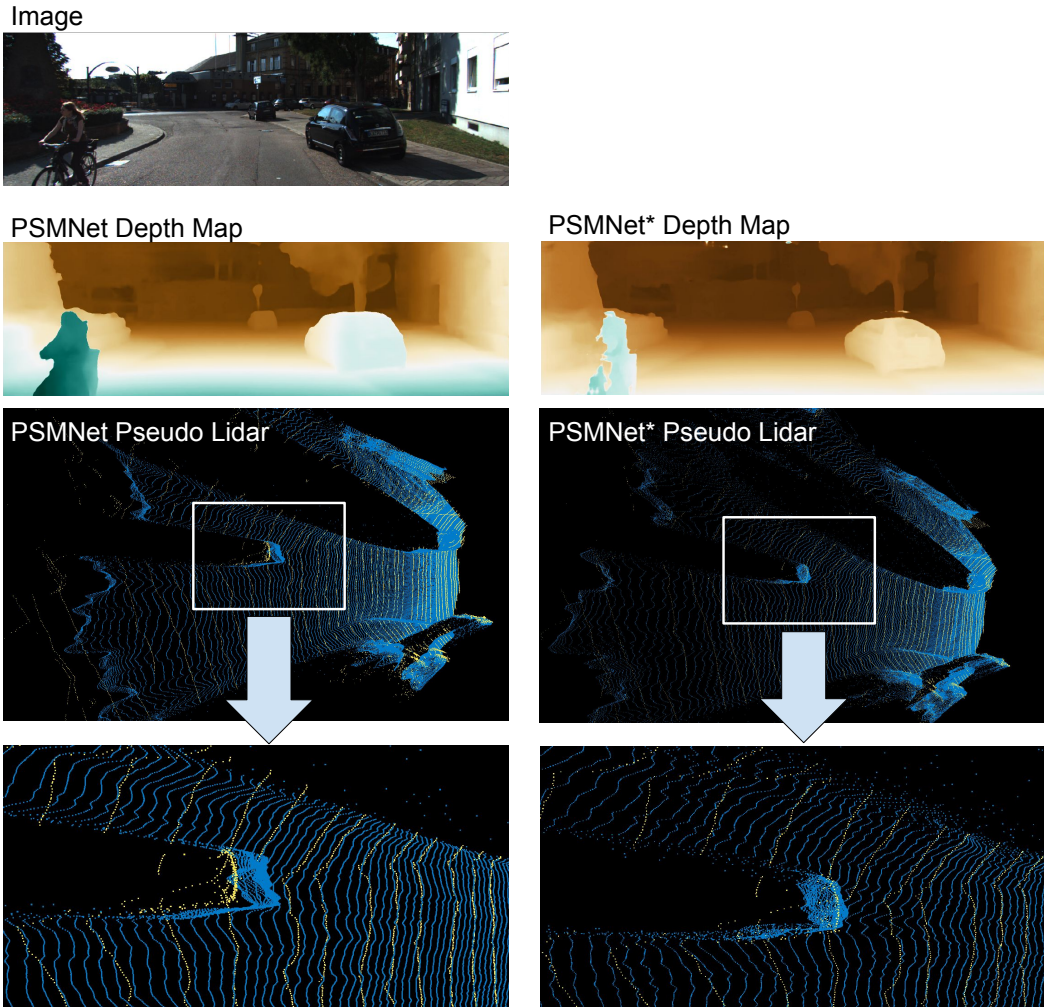 Image
PSMNet Depth Map
PSMNet* Depth Map
PSMNet Pseudo Lidar
PSMNet* Pseudo Lidar